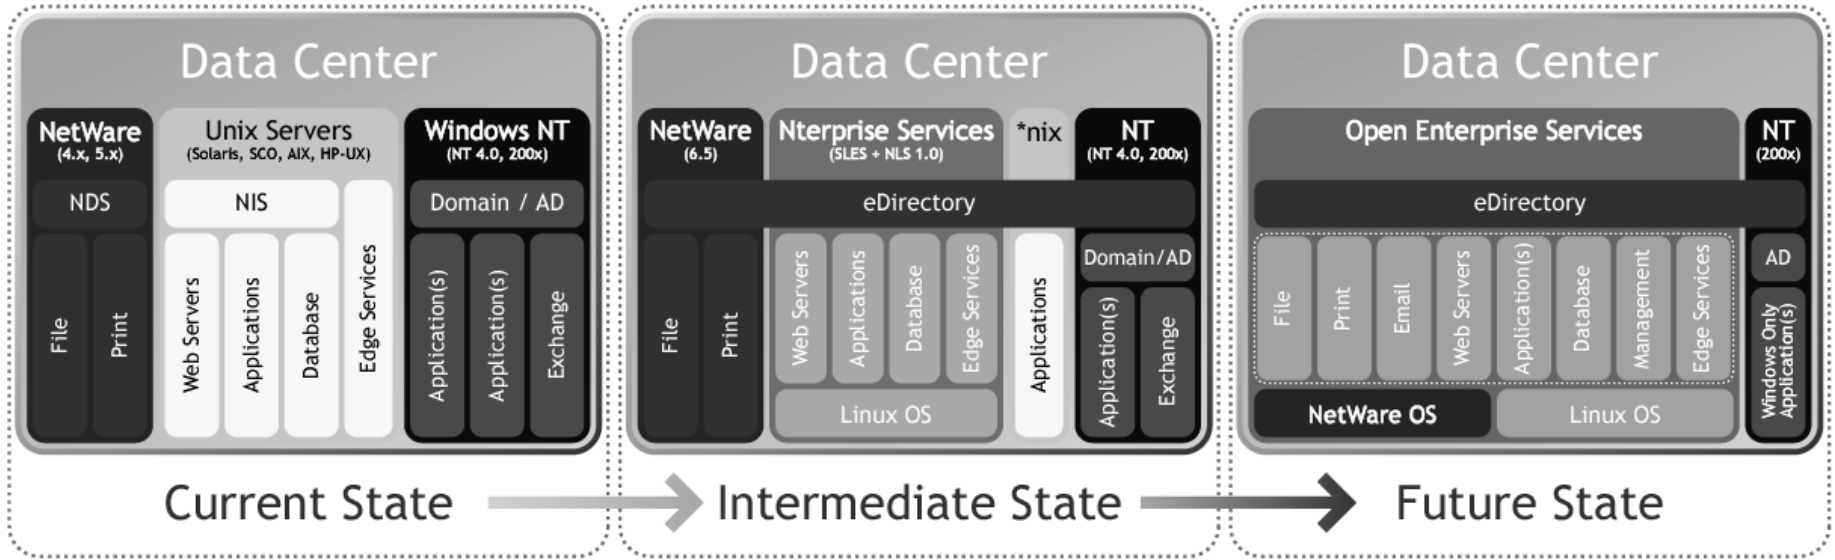 Data Center
NetWare
(4.x, 5.x)
NDS
File
Print
Unix Servers
(Solaris, SCO, AIX, HP-UX)
NIS
Web Servers
Applications
Database
Edge Services
Windows NT
(NT 4.0, 200x)
Domain / AD
Application(s)
Application(s)
Exchange
Current State
Data Center
NetWare
(6.5)
Nterprise Services
(SLES + NLS 1.0)
*nix
NT
(NT 4.0, 200x)
eDirectory
File
Print
Web Servers
Applications
Database
Edge Services
Linux OS
Applications
Domain/AD
Application(s)
Exchange
Intermediate State
Data Center
Open Enterprise Services
NT
(200x)
eDirectory
File
Print
Email
Web Servers
Application(s)
Database
Management
Edge Services
NetWare OS
Linux OS
AD
Windows Only
Application(s)
Future State